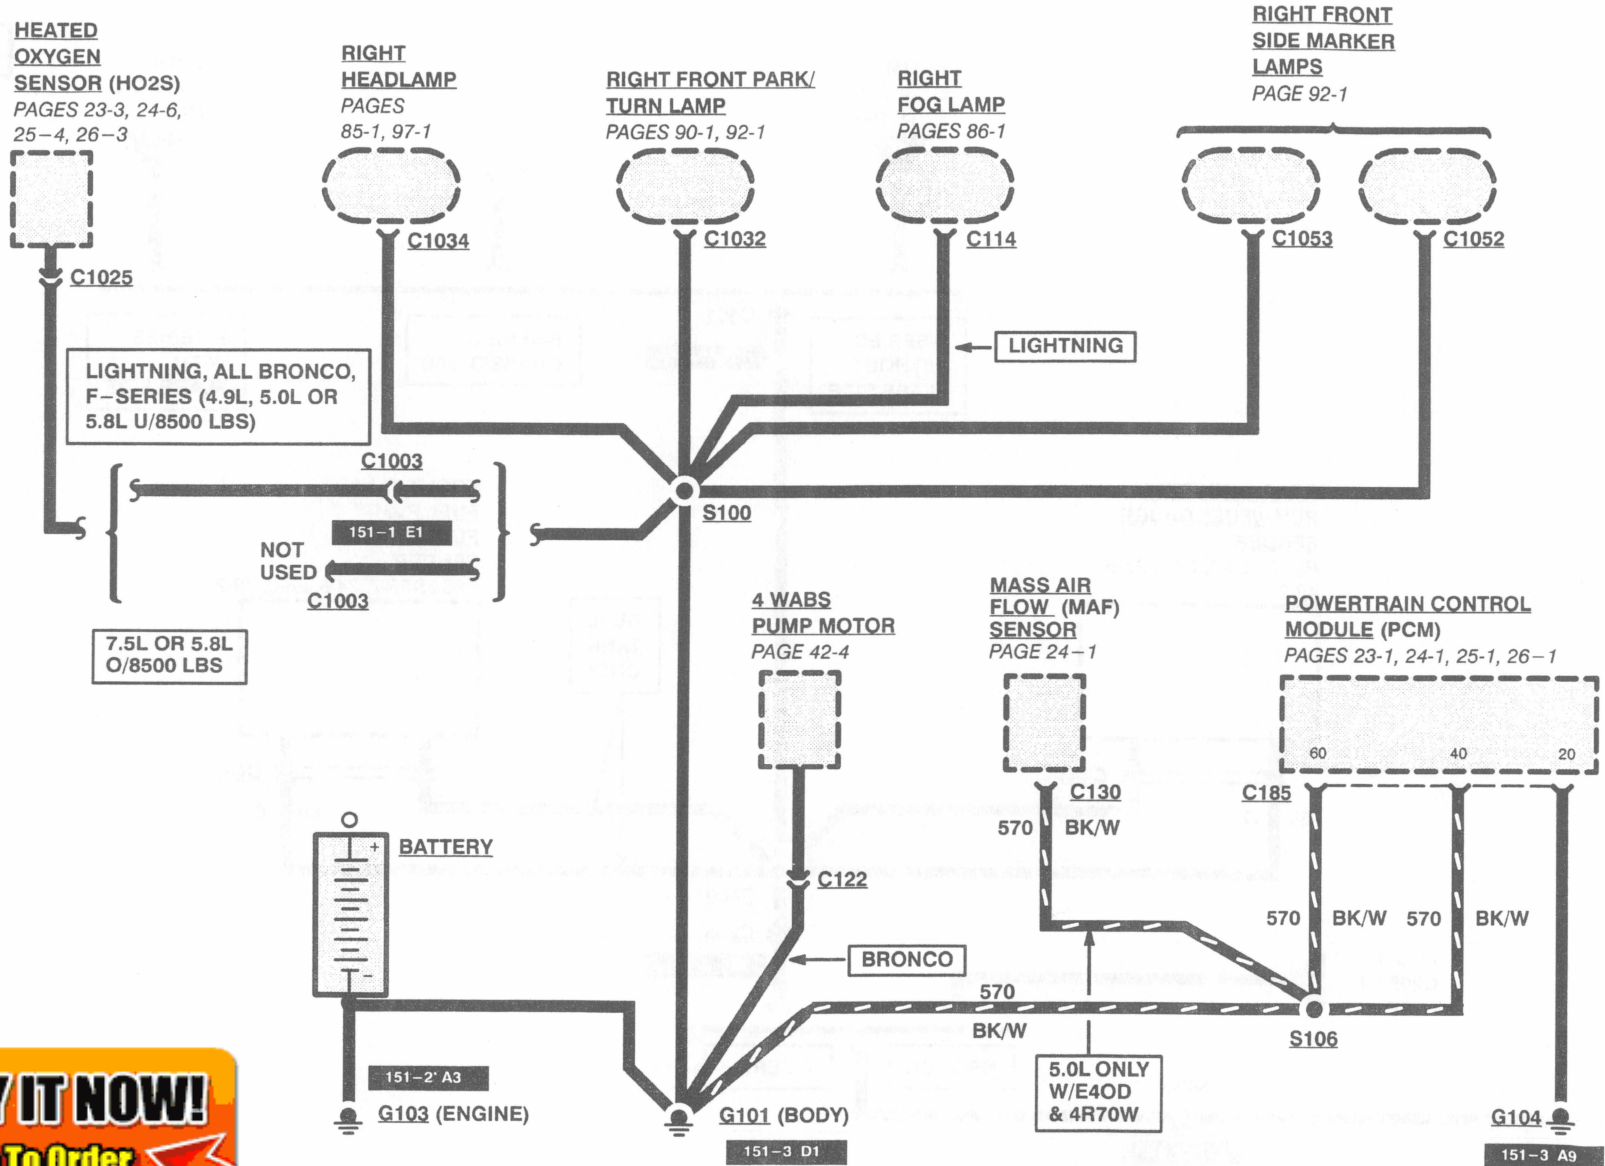 HEATED
OXYGEN
SENSOR (HO2S)
PAGES 23-3, 24-6,
25-4, 26-3
RIGHT
HEADLAMP
PAGES
85-1, 97-1
RIGHT FRONT PARK/
TURN LAMP
PAGES 90-1, 92-1
RIGHT
FOG LAMP
PAGES 86-1
RIGHT FRONT
SIDE MARKER
LAMPS
PAGE 92-1
C1025
C1034
C1032
C114
C1053
C1052
LIGHTNING
LIGHTNING, ALL BRONCO,
F-SERIES (4.9L, 5.0L OR
5.8L U/8500 LBS)
C1003
151-1 E1
NOT
USED
C1003
S100
7.5L OR 5.8L
O/8500 LBS
4 WABS
PUMP MOTOR
PAGE 42-4
MASS AIR
FLOW (MAF)
SENSOR
PAGE 24-1
POWERTRAIN CONTROL
MODULE (PCM)
PAGES 23-1, 24-1, 25-1, 26-1
60
40
20
C130
C185
570 BK/W
BATTERY
+
-
C122
570 BK/W
570 BK/W
BRONCO
570
BK/W
S106
5.0L ONLY
W/E4OD
& 4R70W
151-2 A3
G103 (ENGINE)
G101 (BODY)
151-3 D1
G104
151-3 A9
Y IT NOW!
To Order